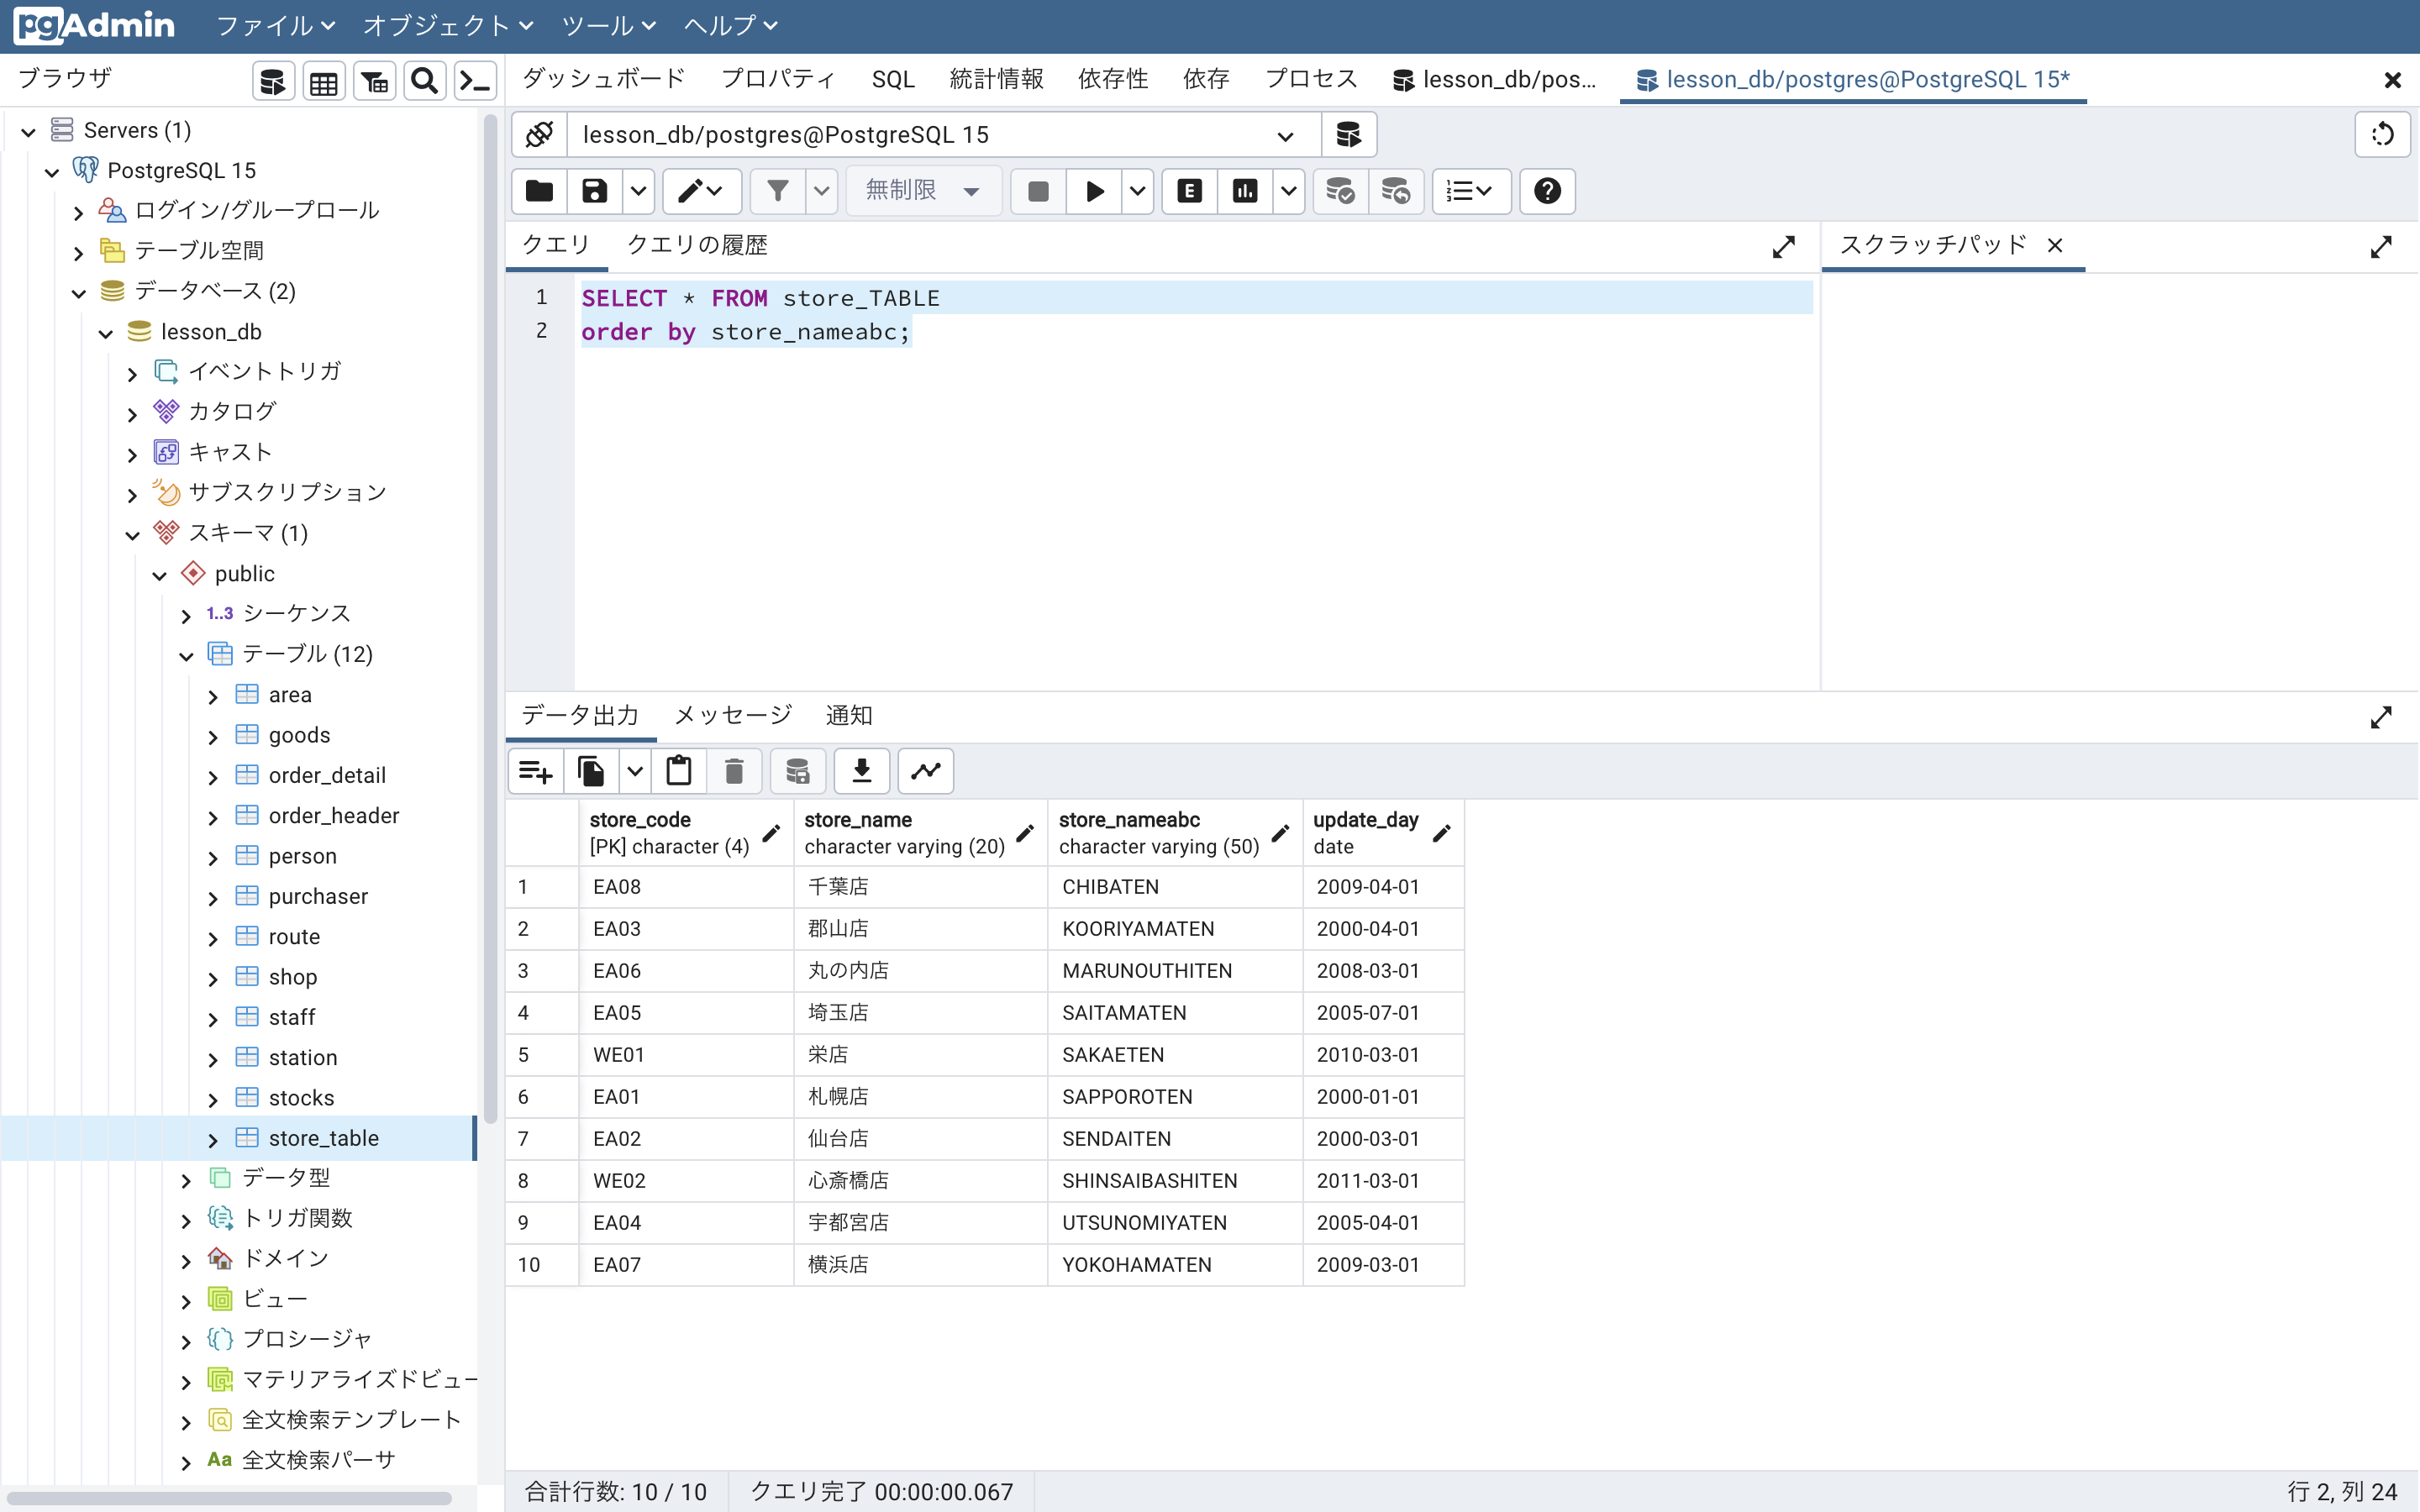 pgAdmin ファイル オブジェクト ツール ヘルプ
ブラウザ
ダッシュボード プロパティ SQL 統計情報 依存性 依存 プロセス lesson_db/pos... lesson_db/postgres@PostgreSQL 15*
Servers (1)
PostgreSQL 15
ログイン/グループロール
テーブル空間
データベース (2)
lesson_db
イベントトリガ
カタログ
キャスト
サブスクリプション
スキーマ (1)
public
1..3 シーケンス
テーブル (12)
area
goods
order_detail
order_header
person
purchaser
route
shop
staff
station
stocks
store_table
データ型
トリガ関数
ドメイン
ビュー
プロシージャ
マテリアライズドビュー
全文検索テンプレート
Aa 全文検索パーサ
lesson_db/postgres@PostgreSQL 15
無制限 E
クエリ クエリの履歴
スクラッチパッド
1 SELECT * FROM store_TABLE
2 order by store_nameabc;
データ出力 メッセージ 通知
store_code store_name store_nameabc update_day
[PK] character (4) character varying (20) character varying (50) date
1 EA08 千葉店 CHIBATEN 2009-04-01
2 EA03 郡山店 KOORIYAMATEN 2000-04-01
3 EA06 丸の内店 MARUNOUTHITEN 2008-03-01
4 EA05 埼玉店 SAITAMATEN 2005-07-01
5 WE01 栄店 SAKAETEN 2010-03-01
6 EA01 札幌店 SAPPOROTEN 2000-01-01
7 EA02 仙台店 SENDAITEN 2000-03-01
8 WE02 心斎橋店 SHINSAIBASHITEN 2011-03-01
9 EA04 宇都宮店 UTSUNOMIYATEN 2005-04-01
10 EA07 横浜店 YOKOHAMATEN 2009-03-01
合計行数: 10 / 10 クエリ完了 00:00:00.067 行 2, 列 24